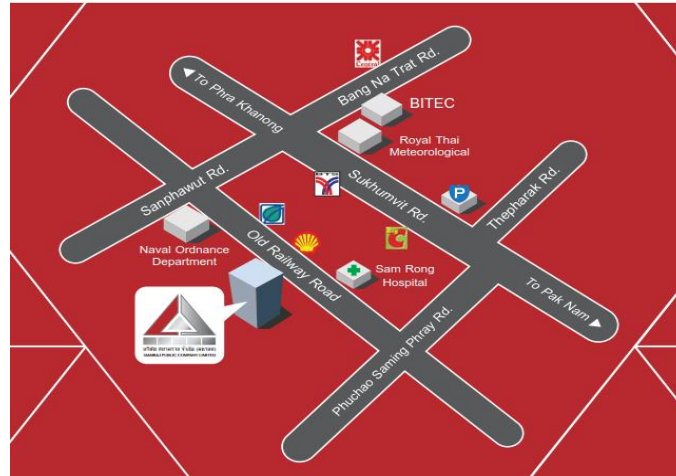 Bang Na Trat Rd.
◀ To Phra Khanong
BITEC
Royal Thai
Meteorological
Sanphawut Rd.
Sukhumvit Rd.
P
Thepharak Rd.
Naval Ordnance
Department
Old Railway Road
Sam Rong
Hospital
To Pak Nam ▶
Phuchao Saming Phray Rd.